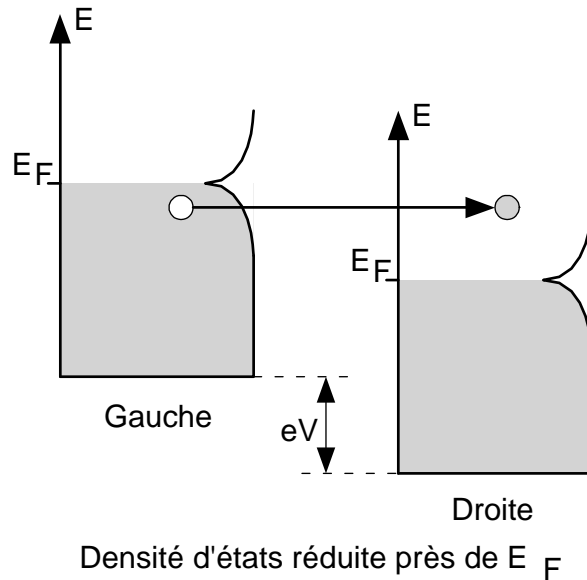 E
E
E F
E F
Gauche
eV
Droite
Densité d'états réduite près de E F